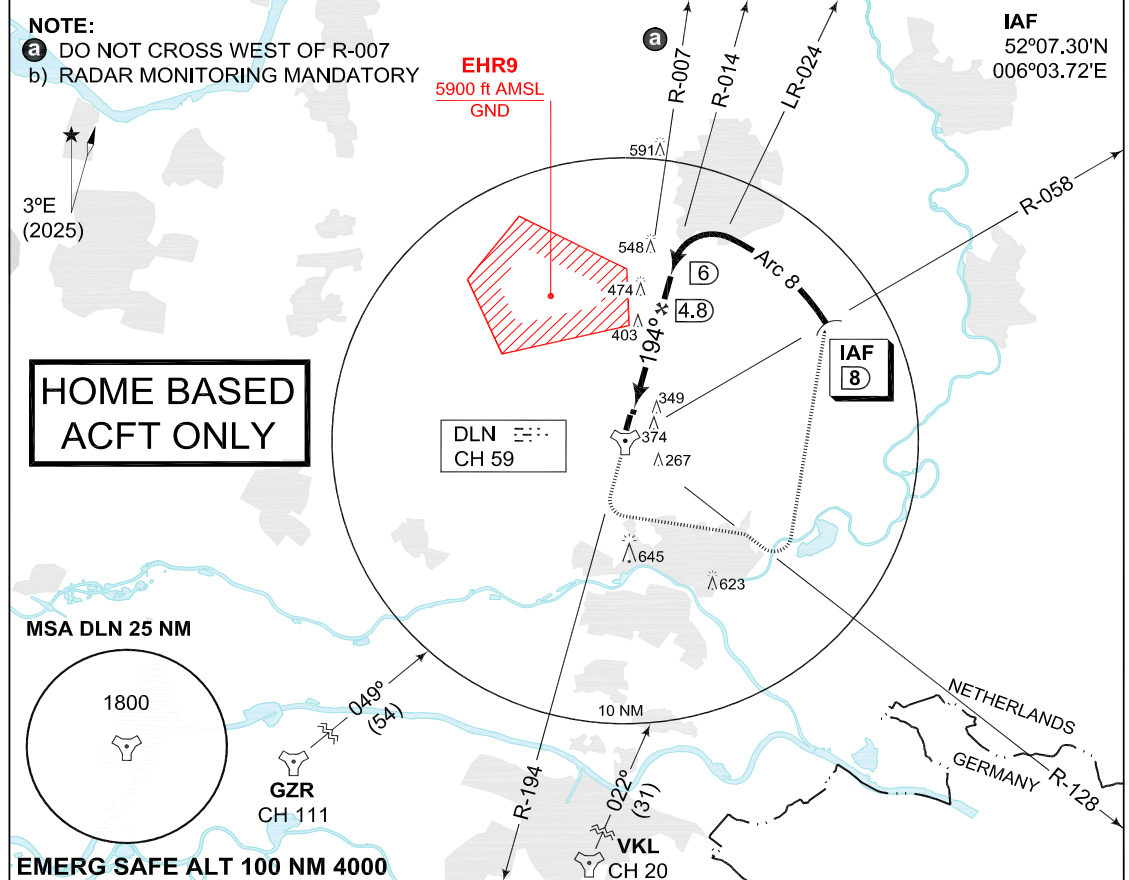 NOTE:
a DO NOT CROSS WEST OF R-007
b) RADAR MONITORING MANDATORY
EHR9
5900 ft AMSL
GND
a
R-007
R-014
LR-024
IAF
52º07.30'N
006º03.72'E
3ºE
(2025)
591
548
474
403
R-058
Arc 8
6
4.8
194º
IAF
8
HOME BASED
ACFT ONLY
DLN
CH 59
349
374
267
645
623
MSA DLN 25 NM
1800
10 NM
049º
(54)
GZR
CH 111
R-194
022º
(31)
VKL
CH 20
NETHERLANDS
GERMANY
R-128
EMERG SAFE ALT 100 NM 4000